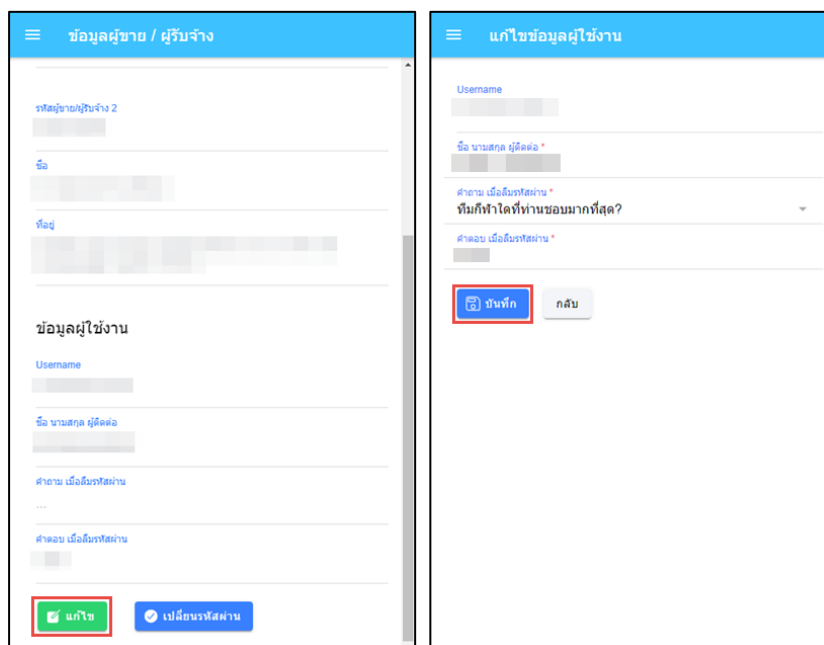 ข้อมูลผู้ขาย / ผู้รับจ้าง
รหัสผู้ขาย/ผู้รับจ้าง 2
ชื่อ
ที่อยู่
ข้อมูลผู้ใช้งาน
Username
ชื่อ นามสกุล ผู้ติดต่อ
คำถาม เมื่อลืมรหัสผ่าน
...
คำตอบ เมื่อลืมรหัสผ่าน
แก้ไข
เปลี่ยนรหัสผ่าน
แก้ไขข้อมูลผู้ใช้งาน
Username
ชื่อ นามสกุล ผู้ติดต่อ *
คำถาม เมื่อลืมรหัสผ่าน *
ทีมกีฬาใดที่ท่านชอบมากที่สุด?
คำตอบ เมื่อลืมรหัสผ่าน *
บันทึก
กลับ